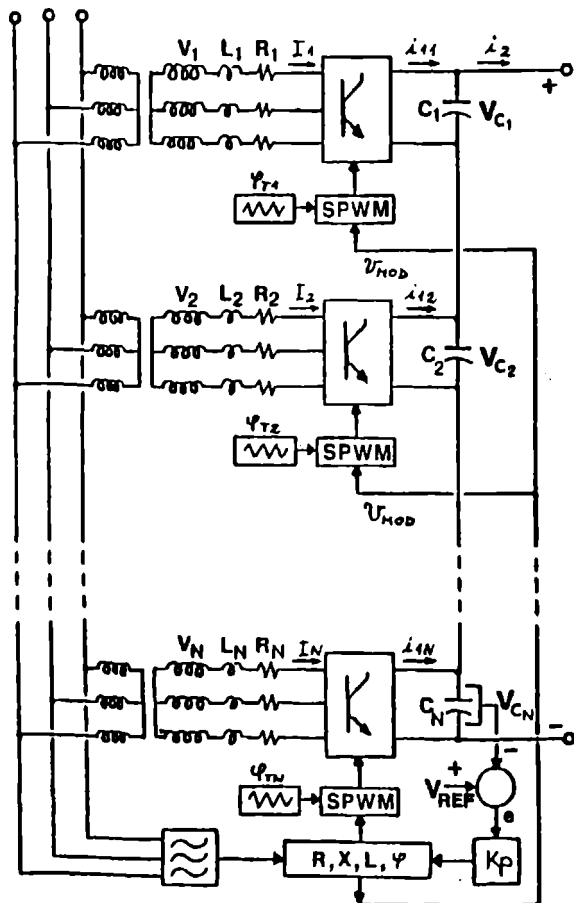 V1 L1 R1 I1 i11 i2
+
C1 VC1
φT1 SPWM
VMOD
V2 L2 R2 I2 i12
C2 VC2
φT2 SPWM
VMOD
VN LN RN IN i1N
CN VCN
-
φTN SPWM
+ -
VREF
e
R, X, L, φ KP